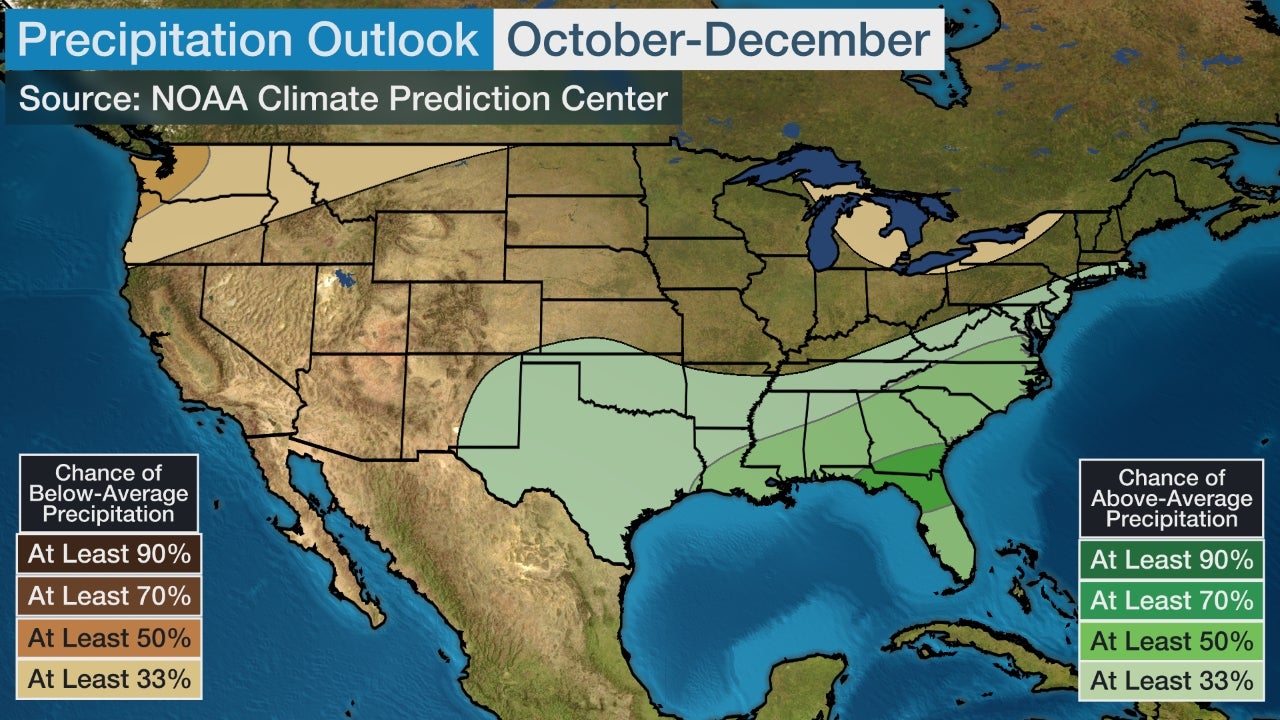 Precipitation Outlook October-December
Source: NOAA Climate Prediction Center
Chance of
Below-Average
Precipitation
At Least 90%
At Least 70%
At Least 50%
At Least 33%
Chance of
Above-Average
Precipitation
At Least 90%
At Least 70%
At Least 50%
At Least 33%